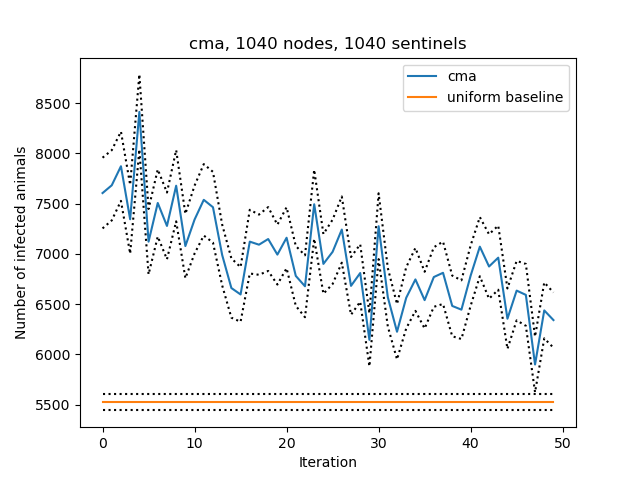 cma, 1040 nodes, 1040 sentinels
cma
uniform baseline
Number of infected animals
8500
8000
7500
7000
6500
6000
5500
0 10 20 30 40 50
Iteration